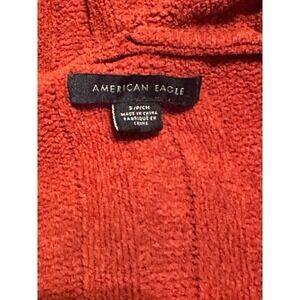 AMERICAN EAGLE
S/P/CH
MADE IN CHINA
FABRIQUÉ EN
CHINE